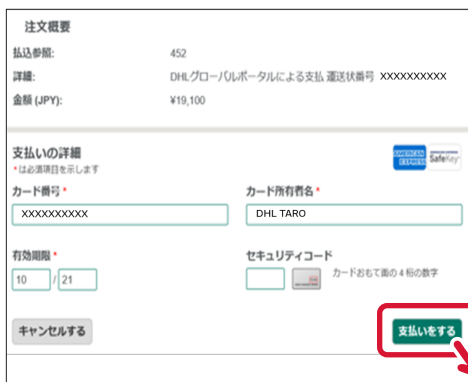 注文概要
払込参照: 452
詳細: DHLグローバルポータルによる支払 運送状番号 XXXXXXXXXX
金額 (JPY): ¥19,100
支払いの詳細
*は必須項目を示します
AMERICAN EXPRESS SafeKey
カード番号 * カード所有者名 *
XXXXXXXXXX DHL TARO
有効期限 * セキュリティコード
10 / 21 カードおもて面の4桁の数字
キャンセルする 支払いをする